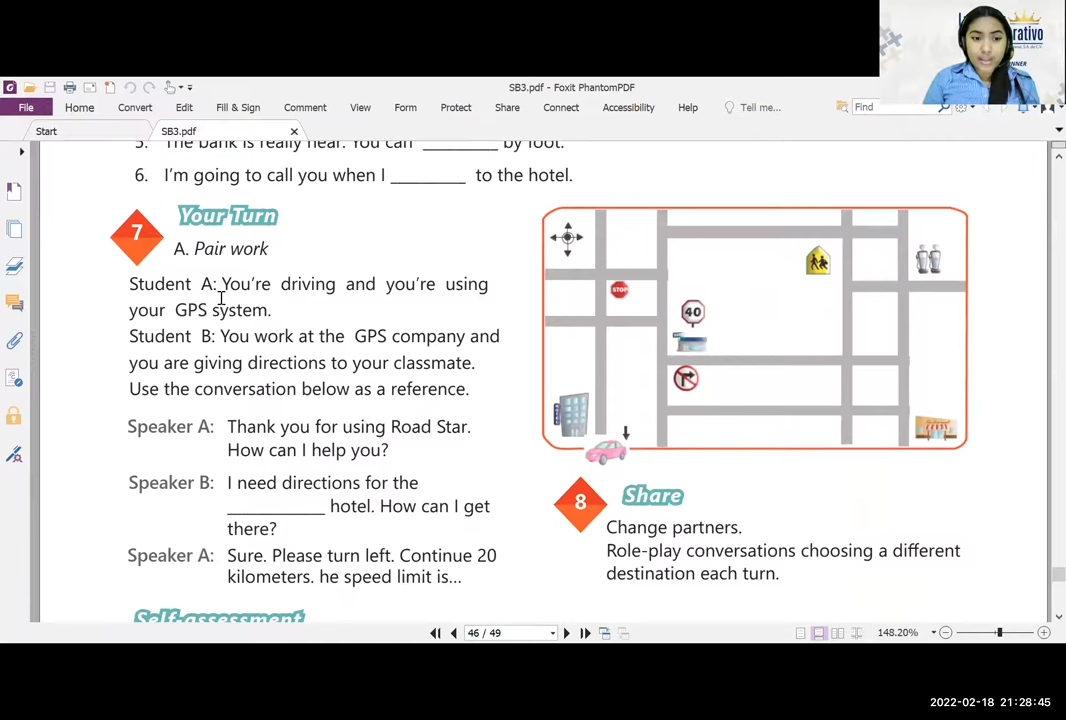 SB3.pdf - Foxit PhantomPDF
File Home Convert Edit Fill & Sign Comment View Form Protect Share Connect Accessibility Help Tell me... Find
Start SB3.pdf
5. The bank is really near. You can ________ by foot.
6. I'm going to call you when I ________ to the hotel.
7 Your Turn
A. Pair work
Student A: You're driving and you're using
your GPS system.
Student B: You work at the GPS company and
you are giving directions to your classmate.
Use the conversation below as a reference.
Speaker A: Thank you for using Road Star.
How can I help you?
Speaker B: I need directions for the
___________ hotel. How can I get
there?
Speaker A: Sure. Please turn left. Continue 20
kilometers. he speed limit is...
Self-assessment
STOP
40
8 Share
Change partners.
Role-play conversations choosing a different
destination each turn.
46 / 49
148.20%
2022-02-18 21:28:45